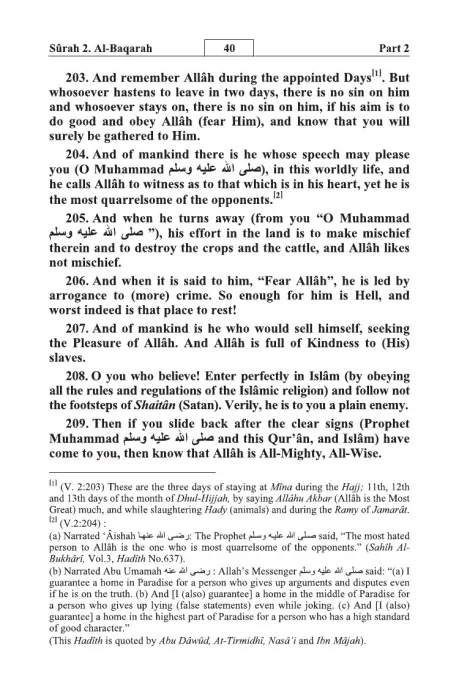 Sûrah 2. Al-Baqarah 40 Part 2
203. And remember Allâh during the appointed Days[1]. But
whosoever hastens to leave in two days, there is no sin on him
and whosoever stays on, there is no sin on him, if his aim is to
do good and obey Allâh (fear Him), and know that you will
surely be gathered to Him.
204. And of mankind there is he whose speech may please
you (O Muhammad صلى الله عليه وسلم), in this worldly life, and
he calls Allâh to witness as to that which is in his heart, yet he is
the most quarrelsome of the opponents.[2]
205. And when he turns away (from you “O Muhammad
صلى الله عليه وسلم ”), his effort in the land is to make mischief
therein and to destroy the crops and the cattle, and Allâh likes
not mischief.
206. And when it is said to him, “Fear Allâh”, he is led by
arrogance to (more) crime. So enough for him is Hell, and
worst indeed is that place to rest!
207. And of mankind is he who would sell himself, seeking
the Pleasure of Allâh. And Allâh is full of Kindness to (His)
slaves.
208. O you who believe! Enter perfectly in Islâm (by obeying
all the rules and regulations of the Islâmic religion) and follow not
the footsteps of Shaitân (Satan). Verily, he is to you a plain enemy.
209. Then if you slide back after the clear signs (Prophet
Muhammad صلى الله عليه وسلم and this Qur’ân, and Islâm) have
come to you, then know that Allâh is All-Mighty, All-Wise.
[1] (V. 2:203) These are the three days of staying at Mîna during the Hajj; 11th, 12th
and 13th days of the month of Dhul-Hijjah, by saying Allâhu Akbar (Allâh is the Most
Great) much, and while slaughtering Hady (animals) and during the Ramy of Jamarât.
[2] (V.2:204) :
(a) Narrated ‘Âishah رضى الله عنها: The Prophet صلى الله عليه وسلم said, “The most hated
person to Allâh is the one who is most quarrelsome of the opponents.” (Sahîh Al-
Bukhârî, Vol.3, Hadîth No.637).
(b) Narrated Abu Umamah رضى الله عنه : Allah’s Messenger صلى الله عليه وسلم said: “(a) I
guarantee a home in Paradise for a person who gives up arguments and disputes even
if he is on the truth. (b) And [I (also) guarantee] a home in the middle of Paradise for
a person who gives up lying (false statements) even while joking. (c) And [I (also)
guarantee] a home in the highest part of Paradise for a person who has a high standard
of good character.”
(This Hadîth is quoted by Abu Dâwûd, At-Tirmidhî, Nasâ’i and Ibn Mâjah).